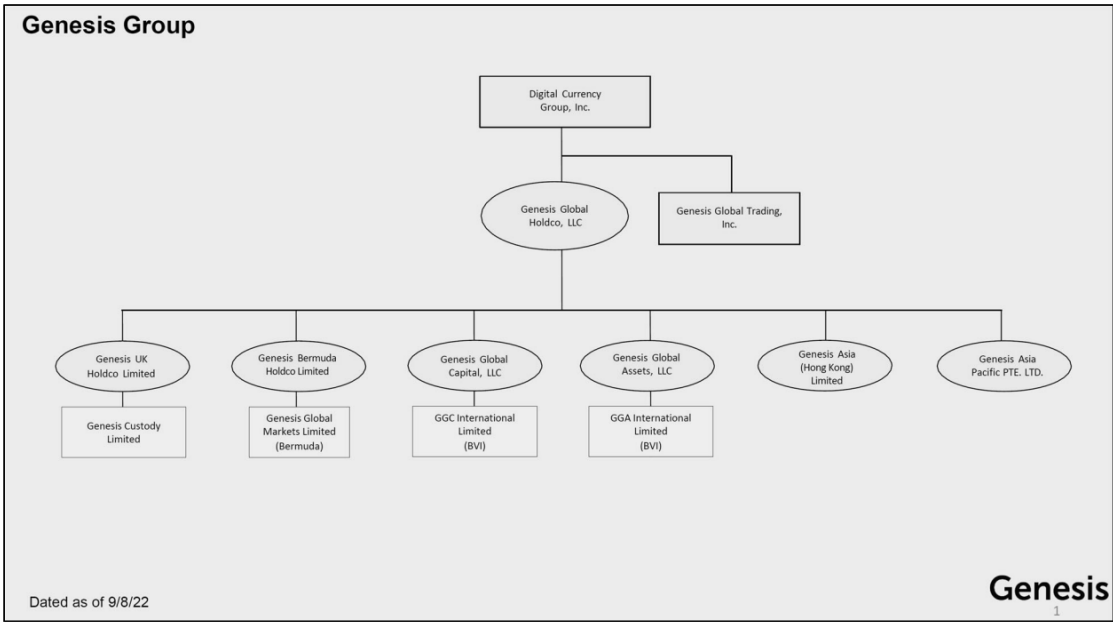 Genesis Group
Digital Currency
Group, Inc.
Genesis Global
Holdco, LLC
Genesis Global Trading,
Inc.
Genesis UK
Holdco Limited
Genesis Bermuda
Holdco Limited
Genesis Global
Capital, LLC
Genesis Global
Assets, LLC
Genesis Asia
(Hong Kong)
Limited
Genesis Asia
Pacific PTE. LTD.
Genesis Custody
Limited
Genesis Global
Markets Limited
(Bermuda)
GGC International
Limited
(BVI)
GGA International
Limited
(BVI)
Dated as of 9/8/22
Genesis
1